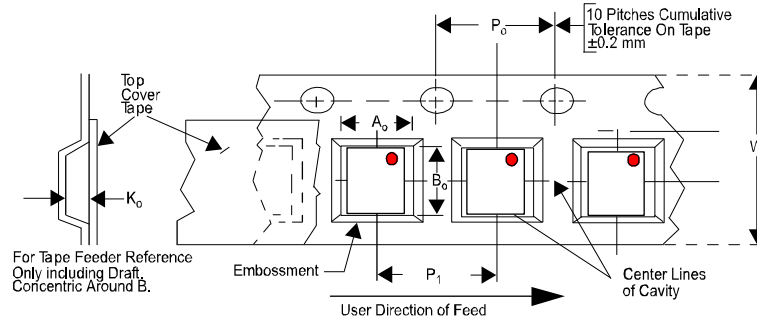 10 Pitches Cumulative
Tolerance On Tape
±0.2 mm
Po
Top
Cover
Tape
Ao
Bo
Ko
For Tape Feeder Reference
Only including Draft.
Concentric Around B.
Embossment
P1
Center Lines
of Cavity
User Direction of Feed